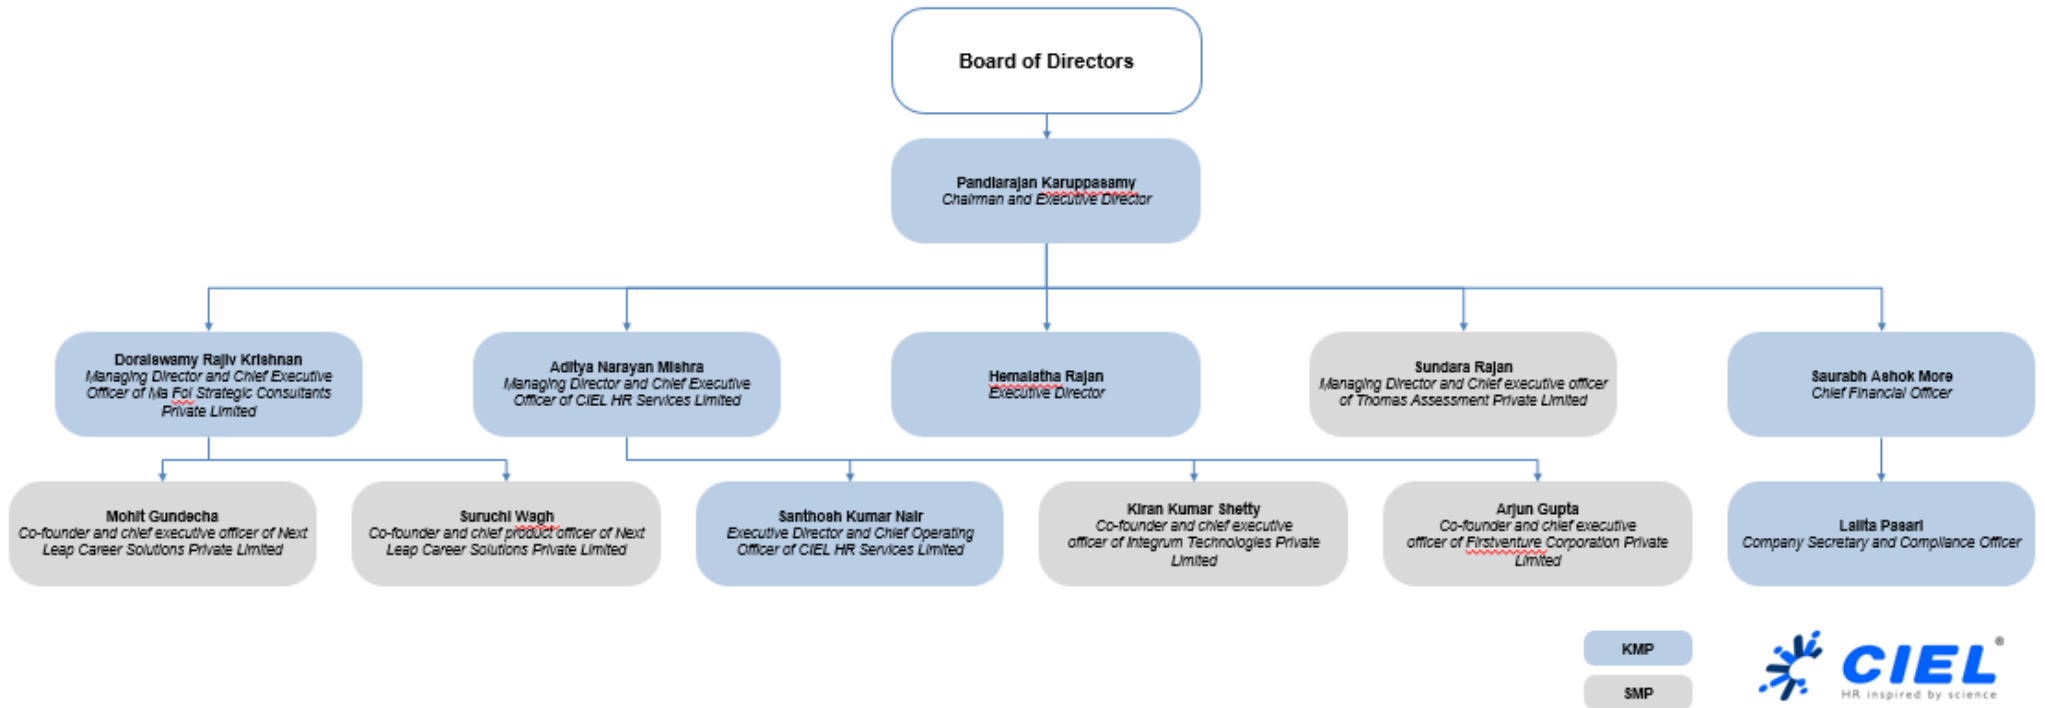 Board of Directors
Pandiarajan Karuppasamy
Chairman and Executive Director
Doraiswamy Rajiv Krishnan
Managing Director and Chief Executive
Officer of Ma Foi Strategic Consultants
Private Limited
Aditya Narayan Mishra
Managing Director and Chief Executive
Officer of CIEL HR Services Limited
Hemalatha Rajan
Executive Director
Sundara Rajan
Managing Director and Chief executive officer
of Thomas Assessment Private Limited
Saurabh Ashok More
Chief Financial Officer
Mohit Gundecha
Co-founder and chief executive officer of Next
Leap Career Solutions Private Limited
Suruchi Wagh
Co-founder and chief product officer of Next
Leap Career Solutions Private Limited
Santhosh Kumar Nair
Executive Director and Chief Operating
Officer of CIEL HR Services Limited
Kiran Kumar Shetty
Co-founder and chief executive
officer of Integrum Technologies Private
Limited
Arjun Gupta
Co-founder and chief executive
officer of Firstventure Corporation Private
Limited
Lalita Pasari
Company Secretary and Compliance Officer
KMP
SMP
CIEL®
HR inspired by science